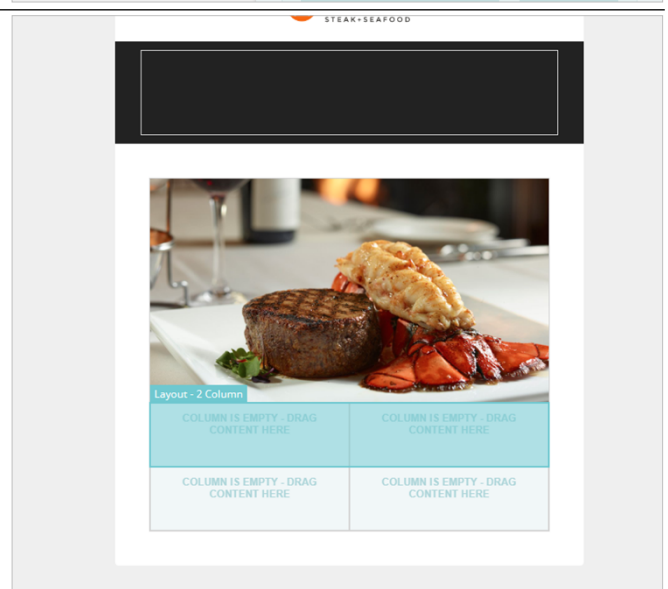 STEAK+SEAFOOD
Layout - 2 Column
COLUMN IS EMPTY - DRAG
CONTENT HERE
COLUMN IS EMPTY - DRAG
CONTENT HERE
COLUMN IS EMPTY - DRAG
CONTENT HERE
COLUMN IS EMPTY - DRAG
CONTENT HERE